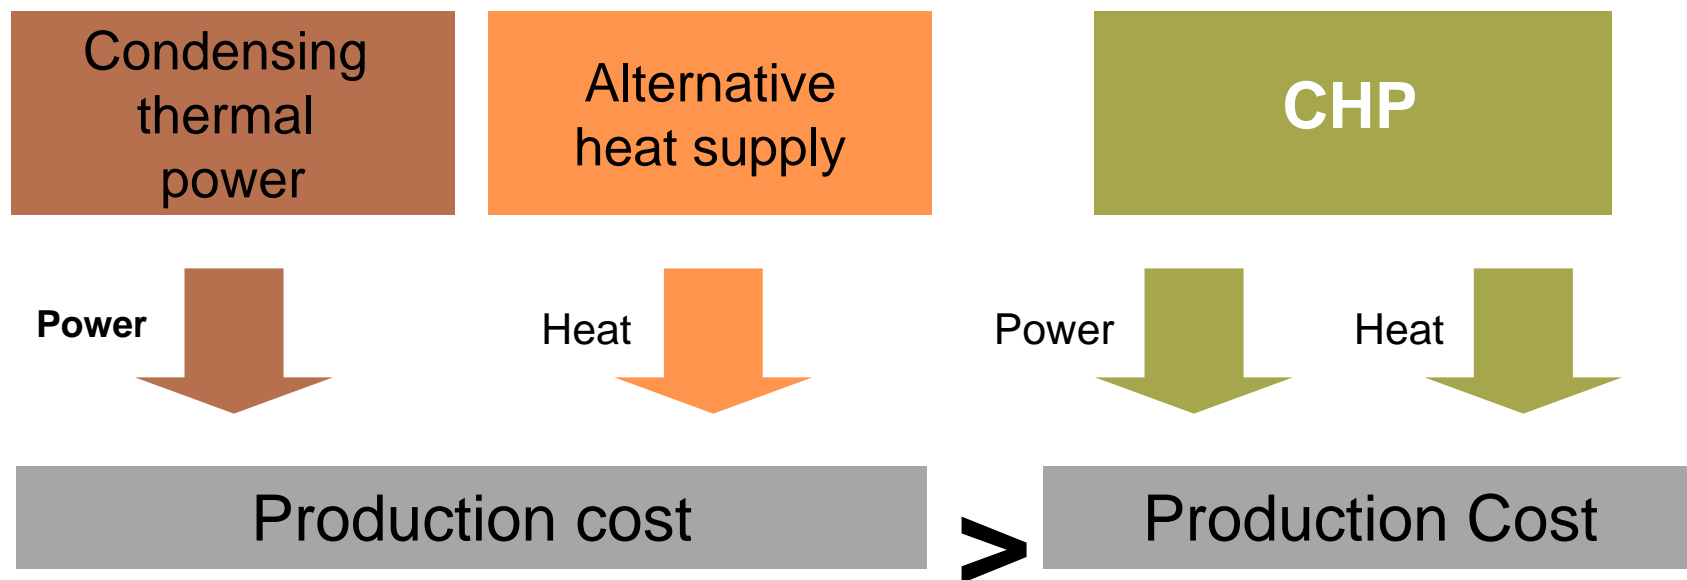 Condensing
thermal
power
Alternative
heat supply
CHP
Power
Heat
Power
Heat
Production cost
>
Production Cost